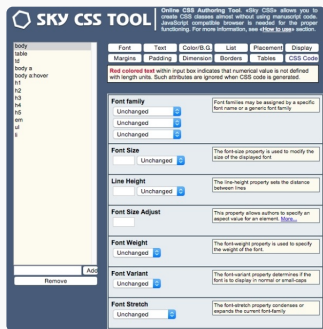 SKY CSS TOOL
Online CSS Authoring Tool. «Sky CSS» allows you to
create CSS classes almost without using manuscript code.
JavaScript compatible browser is needed for the proper
functioning. For more information, see «How to use» section.
body
table
td
body a
body a:hover
h1
h2
h3
h4
h5
em
ul
li
Add
Remove
Font Text Color/B.G. List Placement Display
Margins Padding Dimension Borders Tables CSS Code
Red colored text within input box indicates that numerical value is not defined
with length units. Such attributes are ignored when CSS code is generated.
Font family
Unchanged
Unchanged
Unchanged
Font families may be assigned by a specific
font name or a generic font family
Font Size
Unchanged
The font-size property is used to modify the
size of the displayed font
Line Height
Unchanged
The line-height property sets the distance
between lines
Font Size Adjust
This property allows authors to specify an
aspect value for an element. More...
Font Weight
Unchanged
The font-weight property is used to specify
the weight of the font.
Font Variant
Unchanged
The font-variant property determines if the
font is to display in normal or small-caps
Font Stretch
Unchanged
The font-stretch property condenses or
expands the current font-family